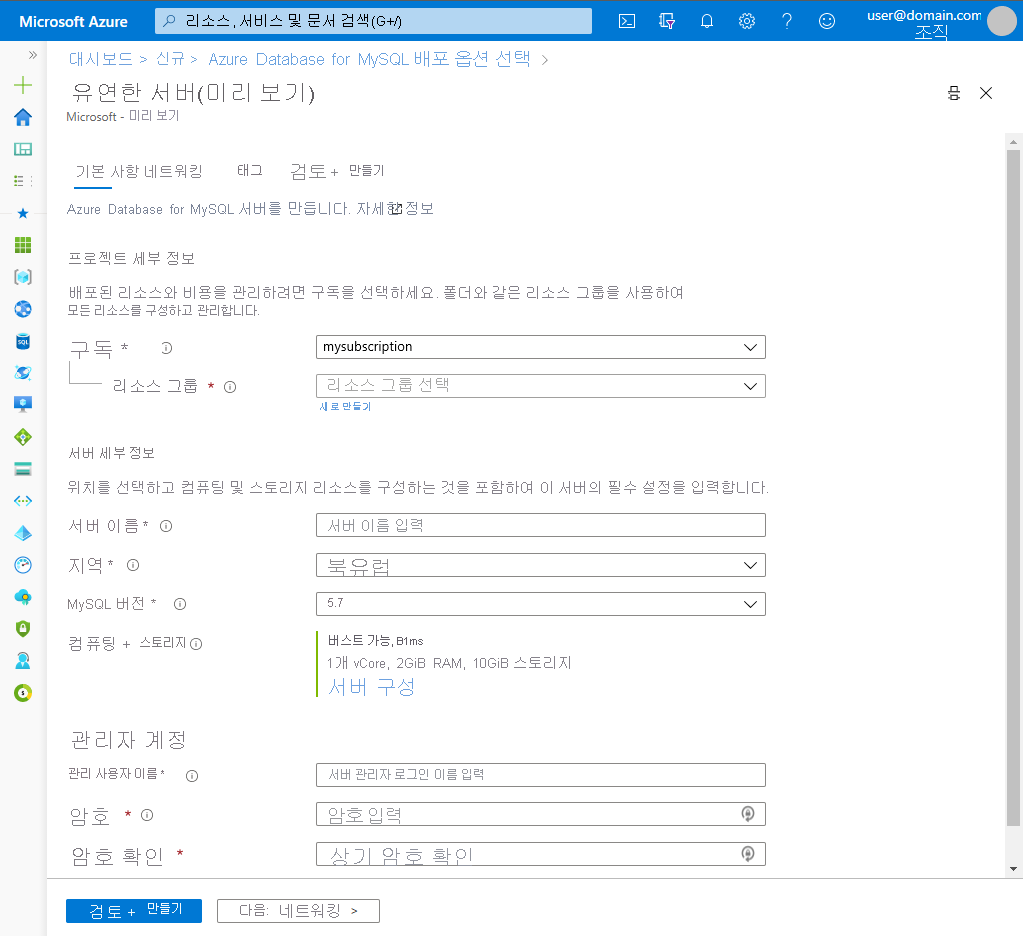 Microsoft Azure
리소스, 서비스 및 문서 검색(G+/)
user@domain.com
조직
대시보드 > 신규 > Azure Database for MySQL 배포 옵션 선택 >
유연한 서버(미리 보기)
Microsoft - 미리 보기
기본 사항 네트워킹 태그 검토 + 만들기
Azure Database for MySQL 서버를 만듭니다. 자세한 정보
프로젝트 세부 정보
배포된 리소스와 비용을 관리하려면 구독을 선택하세요. 폴더와 같은 리소스 그룹을 사용하여
모든 리소스를 구성하고 관리합니다.
구독 * mysubscription
리소스 그룹 * 리소스 그룹 선택
새로 만들기
서버 세부 정보
위치를 선택하고 컴퓨팅 및 스토리지 리소스를 구성하는 것을 포함하여 이 서버의 필수 설정을 입력합니다.
서버 이름 * 서버 이름 입력
지역 * 북유럽
MySQL 버전 * 5.7
컴퓨팅 + 스토리지 버스트 가능, B1ms
1개 vCore, 2GiB RAM, 10GiB 스토리지
서버 구성
관리자 계정
관리 사용자 이름 * 서버 관리자 로그인 이름 입력
암호 * 암호 입력
암호 확인 * 상기 암호 확인
검토 + 만들기 다음: 네트워킹 >